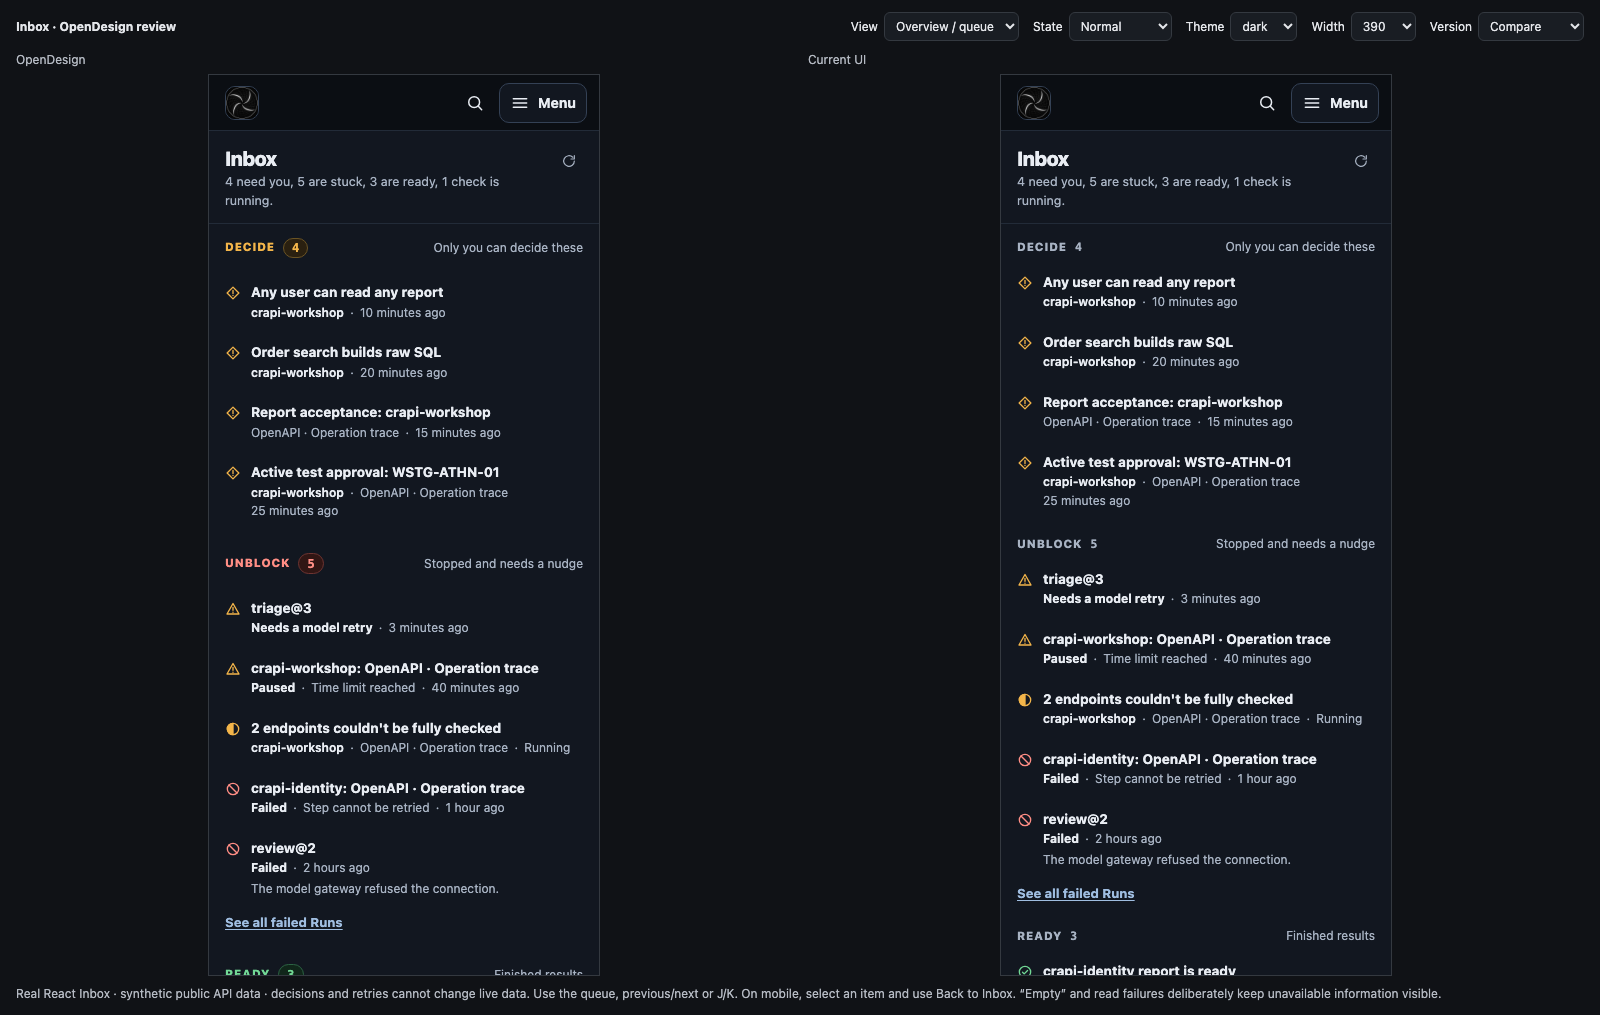 Inbox · OpenDesign review
View Overview / queue State Normal Theme dark Width 390 Version Compare
OpenDesign
Menu
Inbox
4 need you, 5 are stuck, 3 are ready, 1 check is
running.
DECIDE 4 Only you can decide these
Any user can read any report
crapi-workshop · 10 minutes ago
Order search builds raw SQL
crapi-workshop · 20 minutes ago
Report acceptance: crapi-workshop
OpenAPI · Operation trace · 15 minutes ago
Active test approval: WSTG-ATHN-01
crapi-workshop · OpenAPI · Operation trace
25 minutes ago
UNBLOCK 5 Stopped and needs a nudge
triage@3
Needs a model retry · 3 minutes ago
crapi-workshop: OpenAPI · Operation trace
Paused · Time limit reached · 40 minutes ago
2 endpoints couldn't be fully checked
crapi-workshop · OpenAPI · Operation trace · Running
crapi-identity: OpenAPI · Operation trace
Failed · Step cannot be retried · 1 hour ago
review@2
Failed · 2 hours ago
The model gateway refused the connection.
See all failed Runs
READY 3 Finished results
Current UI
Menu
Inbox
4 need you, 5 are stuck, 3 are ready, 1 check is
running.
DECIDE 4 Only you can decide these
Any user can read any report
crapi-workshop · 10 minutes ago
Order search builds raw SQL
crapi-workshop · 20 minutes ago
Report acceptance: crapi-workshop
OpenAPI · Operation trace · 15 minutes ago
Active test approval: WSTG-ATHN-01
crapi-workshop · OpenAPI · Operation trace
25 minutes ago
UNBLOCK 5 Stopped and needs a nudge
triage@3
Needs a model retry · 3 minutes ago
crapi-workshop: OpenAPI · Operation trace
Paused · Time limit reached · 40 minutes ago
2 endpoints couldn't be fully checked
crapi-workshop · OpenAPI · Operation trace · Running
crapi-identity: OpenAPI · Operation trace
Failed · Step cannot be retried · 1 hour ago
review@2
Failed · 2 hours ago
The model gateway refused the connection.
See all failed Runs
READY 3 Finished results
crapi-identity report is ready
Real React Inbox · synthetic public API data · decisions and retries cannot change live data. Use the queue, previous/next or J/K. On mobile, select an item and use Back to Inbox. “Empty” and read failures deliberately keep unavailable information visible.